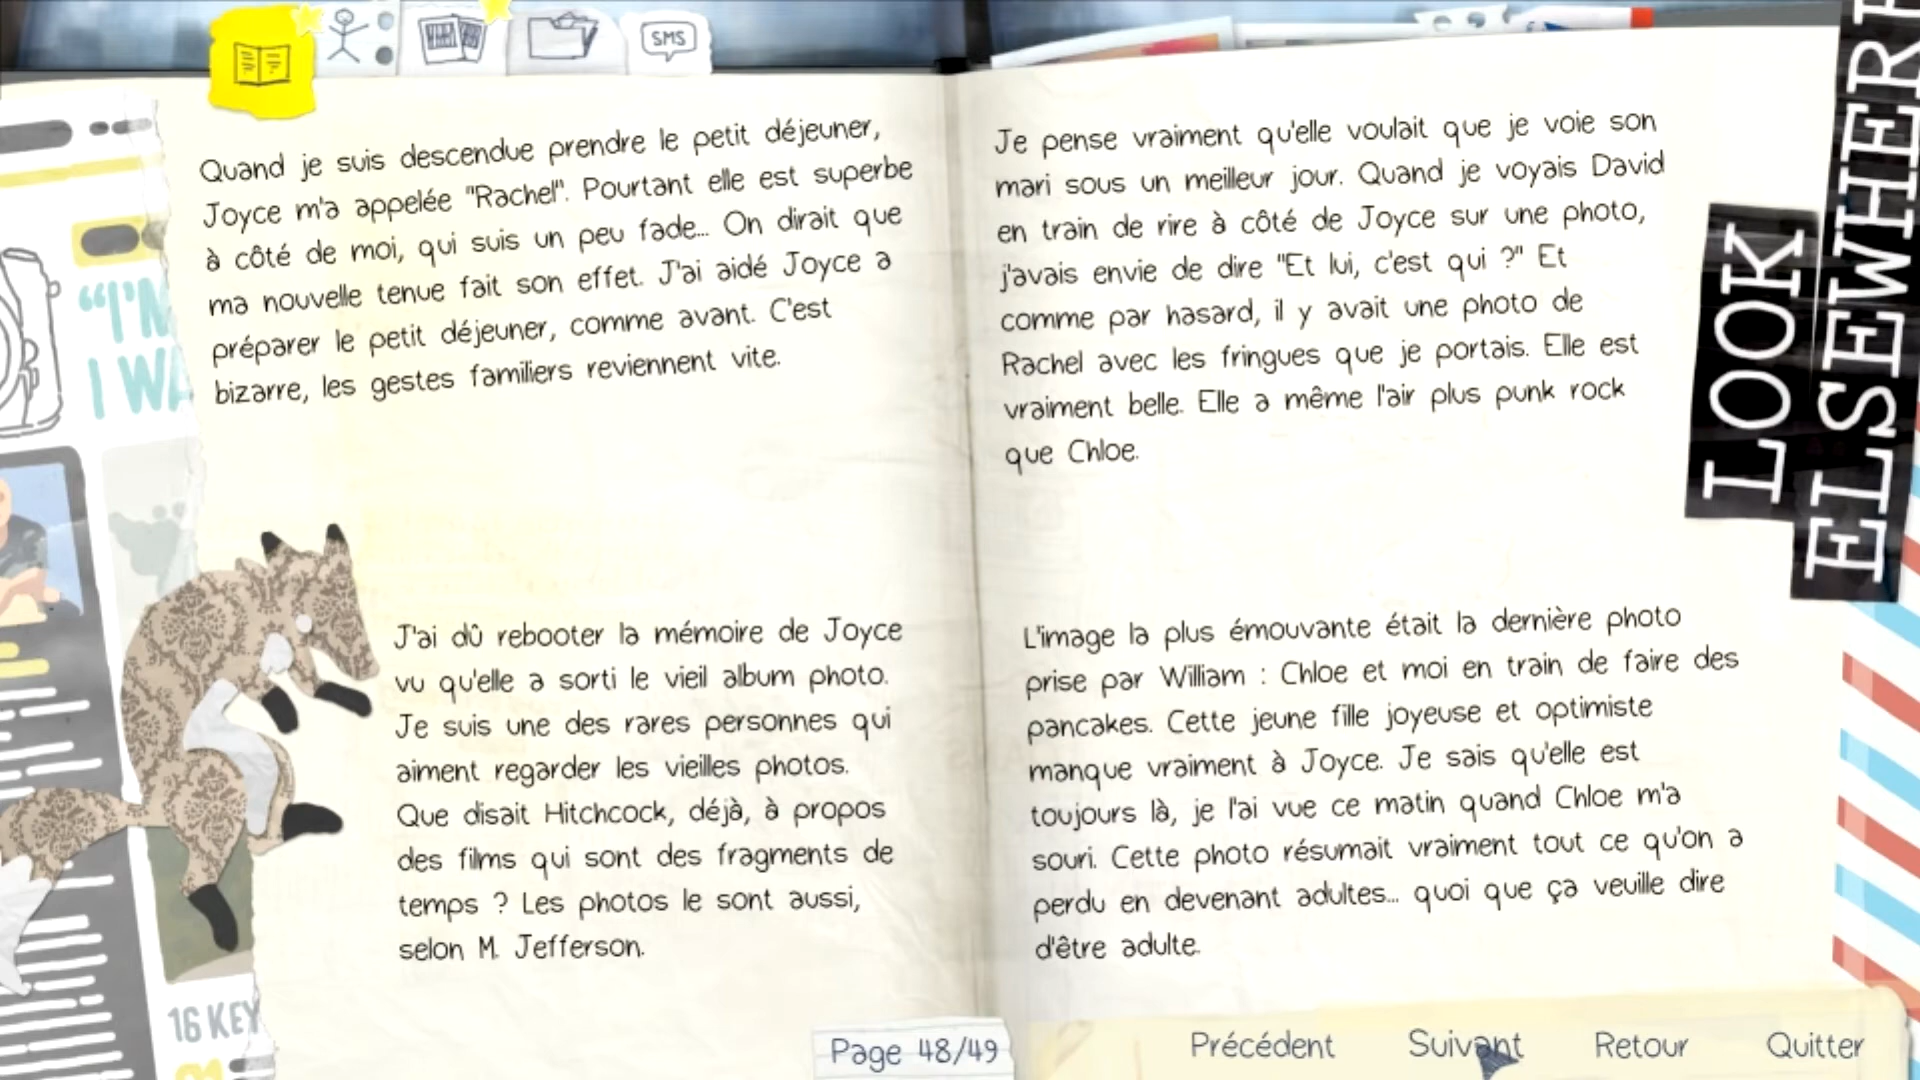 SMS
Quand je suis descendue prendre le petit déjeuner,
Joyce m'a appelée "Rachel". Pourtant elle est superbe
à côté de moi, qui suis un peu fade... On dirait que
ma nouvelle tenue fait son effet. J'ai aidé Joyce a
préparer le petit déjeuner, comme avant. C'est
bizarre, les gestes familiers reviennent vite.
J'ai dû rebooter la mémoire de Joyce
vu qu'elle a sorti le vieil album photo.
Je suis une des rares personnes qui
aiment regarder les vieilles photos.
Que disait Hitchcock, déjà, à propos
des films qui sont des fragments de
temps ? Les photos le sont aussi,
selon M. Jefferson.
Je pense vraiment qu'elle voulait que je voie son
mari sous un meilleur jour. Quand je voyais David
en train de rire à côté de Joyce sur une photo,
j'avais envie de dire "Et lui, c'est qui ?" Et
comme par hasard, il y avait une photo de
Rachel avec les fringues que je portais. Elle est
vraiment belle. Elle a même l'air plus punk rock
que Chloe.
L'image la plus émouvante était la dernière photo
prise par William : Chloe et moi en train de faire des
pancakes. Cette jeune fille joyeuse et optimiste
manque vraiment à Joyce. Je sais qu'elle est
toujours là, je l'ai vue ce matin quand Chloe m'a
souri. Cette photo résumait vraiment tout ce qu'on a
perdu en devenant adultes... quoi que ça veuille dire
d'être adulte.
LOOK
ELSEWHERE
"I'M
I WA
16 KEY
Page 48/49
Précédent
Suivant
Retour
Quitter